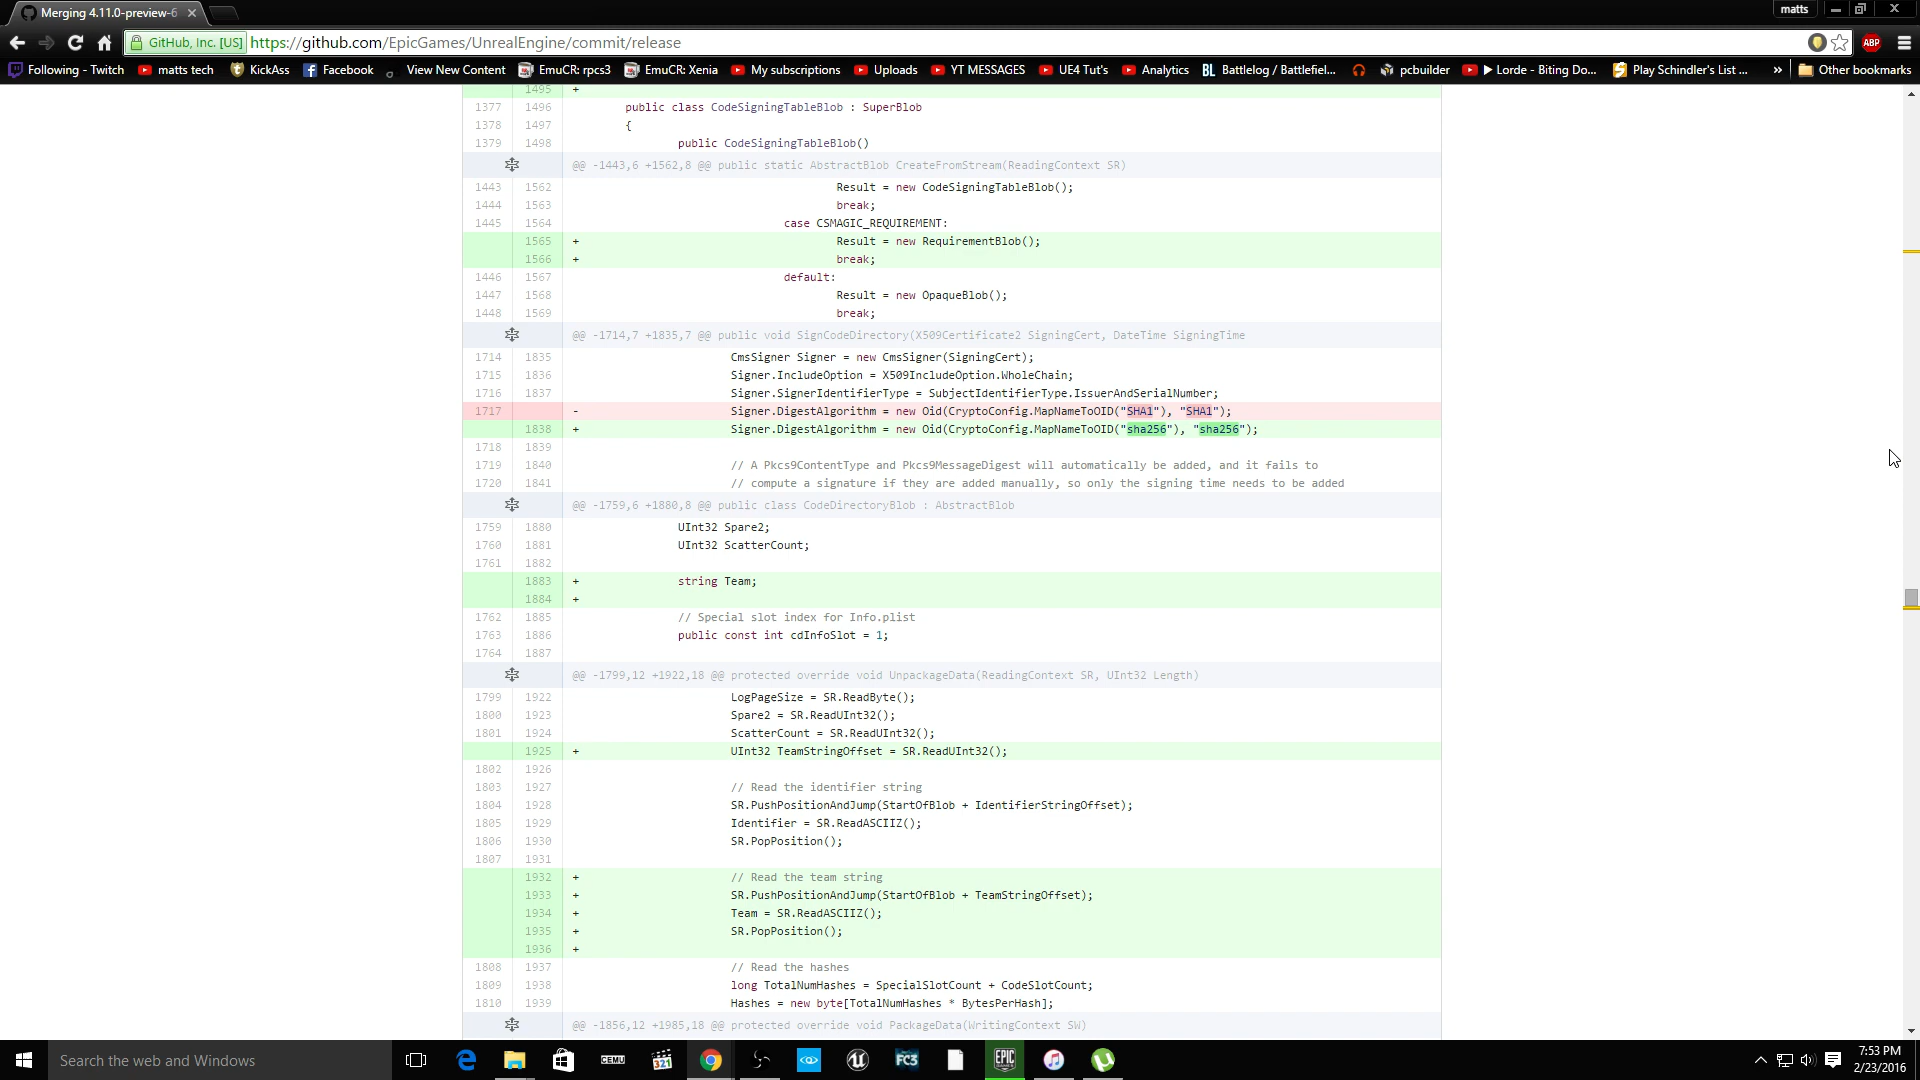 Merging 4.11.0-preview-6
matts
GitHub, Inc. [US] https://github.com/EpicGames/UnrealEngine/commit/release
ABP
Following - Twitch matts tech KickAss Facebook View New Content EmuCR: rpcs3 EmuCR: Xenia My subscriptions Uploads YT MESSAGES UE4 Tut's Analytics BL Battlelog / Battlefiel... pcbuilder ▶ Lorde - Biting Do... Play Schindler's List ... » Other bookmarks
1495 +
1377 1496 public class CodeSigningTableBlob : SuperBlob
1378 1497 {
1379 1498 public CodeSigningTableBlob()
@@ -1443,6 +1562,8 @@ public static AbstractBlob CreateFromStream(ReadingContext SR)
1443 1562 Result = new CodeSigningTableBlob();
1444 1563 break;
1445 1564 case CSMAGIC_REQUIREMENT:
1565 + Result = new RequirementBlob();
1566 + break;
1446 1567 default:
1447 1568 Result = new OpaqueBlob();
1448 1569 break;
@@ -1714,7 +1835,7 @@ public void SignCodeDirectory(X509Certificate2 SigningCert, DateTime SigningTime
1714 1835 CmsSigner Signer = new CmsSigner(SigningCert);
1715 1836 Signer.IncludeOption = X509IncludeOption.WholeChain;
1716 1837 Signer.SignerIdentifierType = SubjectIdentifierType.IssuerAndSerialNumber;
1717 - Signer.DigestAlgorithm = new Oid(CryptoConfig.MapNameToOID("SHA1"), "SHA1");
1838 + Signer.DigestAlgorithm = new Oid(CryptoConfig.MapNameToOID("sha256"), "sha256");
1718 1839
1719 1840 // A Pkcs9ContentType and Pkcs9MessageDigest will automatically be added, and it fails to
1720 1841 // compute a signature if they are added manually, so only the signing time needs to be added
@@ -1759,6 +1880,8 @@ public class CodeDirectoryBlob : AbstractBlob
1759 1880 UInt32 Spare2;
1760 1881 UInt32 ScatterCount;
1761 1882
1883 + string Team;
1884 +
1762 1885 // Special slot index for Info.plist
1763 1886 public const int cdInfoSlot = 1;
1764 1887
@@ -1799,12 +1922,18 @@ protected override void UnpackageData(ReadingContext SR, UInt32 Length)
1799 1922 LogPageSize = SR.ReadByte();
1800 1923 Spare2 = SR.ReadUInt32();
1801 1924 ScatterCount = SR.ReadUInt32();
1925 + UInt32 TeamStringOffset = SR.ReadUInt32();
1802 1926
1803 1927 // Read the identifier string
1804 1928 SR.PushPositionAndJump(StartOfBlob + IdentifierStringOffset);
1805 1929 Identifier = SR.ReadASCIIZ();
1806 1930 SR.PopPosition();
1807 1931
1932 + // Read the team string
1933 + SR.PushPositionAndJump(StartOfBlob + TeamStringOffset);
1934 + Team = SR.ReadASCIIZ();
1935 + SR.PopPosition();
1936 +
1808 1937 // Read the hashes
1809 1938 long TotalNumHashes = SpecialSlotCount + CodeSlotCount;
1810 1939 Hashes = new byte[TotalNumHashes * BytesPerHash];
@@ -1856,12 +1985,18 @@ protected override void PackageData(WritingContext SW)
Search the web and Windows
CEMU
321
FC3
EPIC GAMES
7:53 PM
2/23/2016